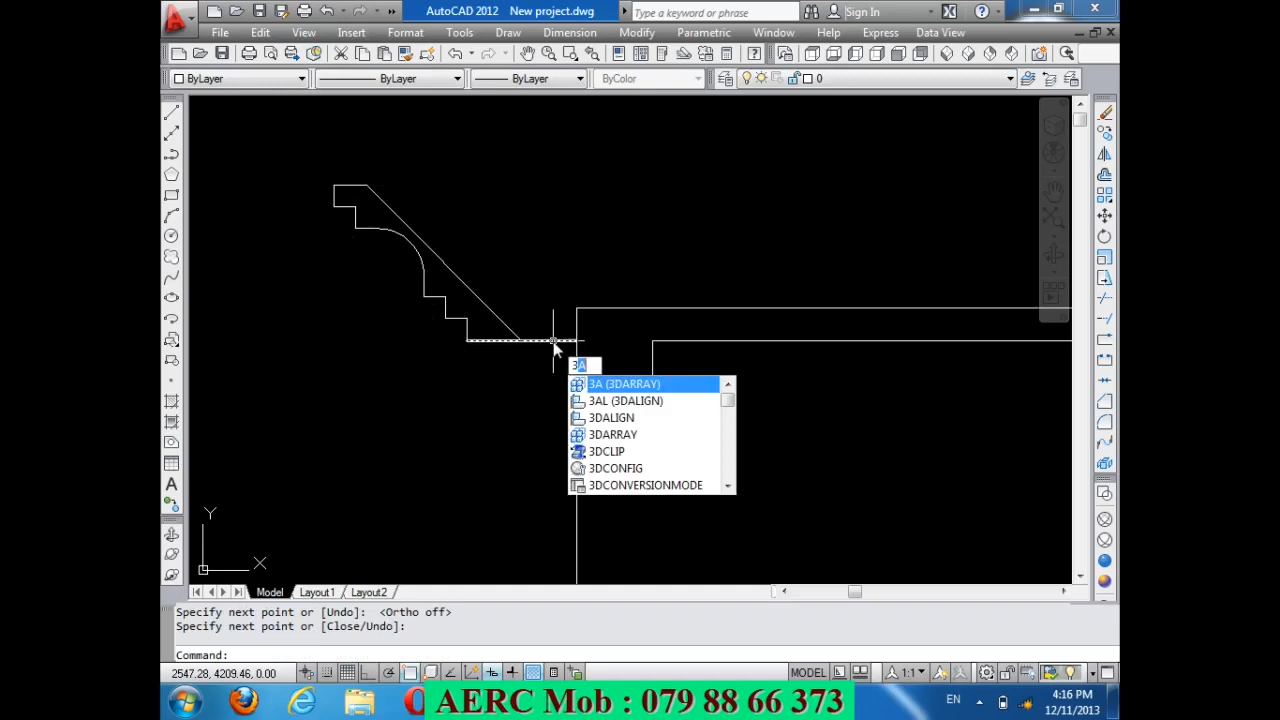 AutoCAD 2012 New project.dwg
Type a keyword or phrase
Sign In
File Edit View Insert Format Tools Draw Dimension Modify Parametric Window Help Express Data View
ByLayer ByLayer ByLayer ByColor 0
3A
3A (3DARRAY)
3AL (3DALIGN)
3DALIGN
3DARRAY
3DCLIP
3DCONFIG
3DCONVERSIONMODE
Y
X
Model Layout1 Layout2
Specify next point or [Undo]: <Ortho off>
Specify next point or [Close/Undo]:
Command:
2547.28, 4209.46, 0.00 MODEL 1:1
AERC Mob : 079 88 66 373
EN
4:16 PM
12/11/2013